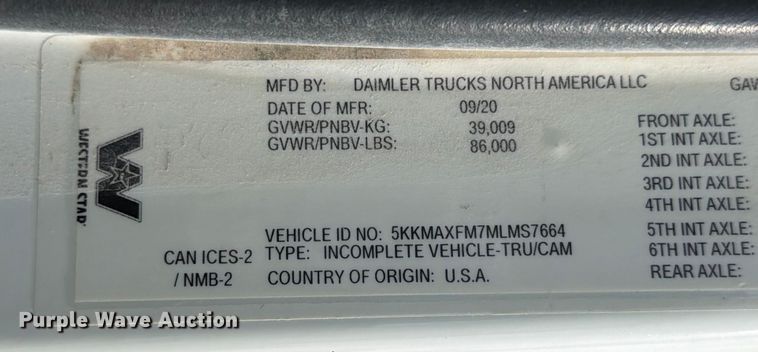 MFD BY: DAIMLER TRUCKS NORTH AMERICA LLC GAV
DATE OF MFR: 09/20
GVWR/PNBV-KG: 39,009
GVWR/PNBV-LBS: 86,000
FRONT AXLE:
1ST INT AXLE:
2ND INT AXLE:
3RD INT AXLE:
4TH INT AXLE:
5TH INT AXLE:
6TH INT AXLE:
REAR AXLE:
WESTERN STAR
VEHICLE ID NO: 5KKMAXFM7MLMS7664
CAN ICES-2 TYPE: INCOMPLETE VEHICLE-TRU/CAM
/ NMB-2 COUNTRY OF ORIGIN: U.S.A.
Purple Wave Auction